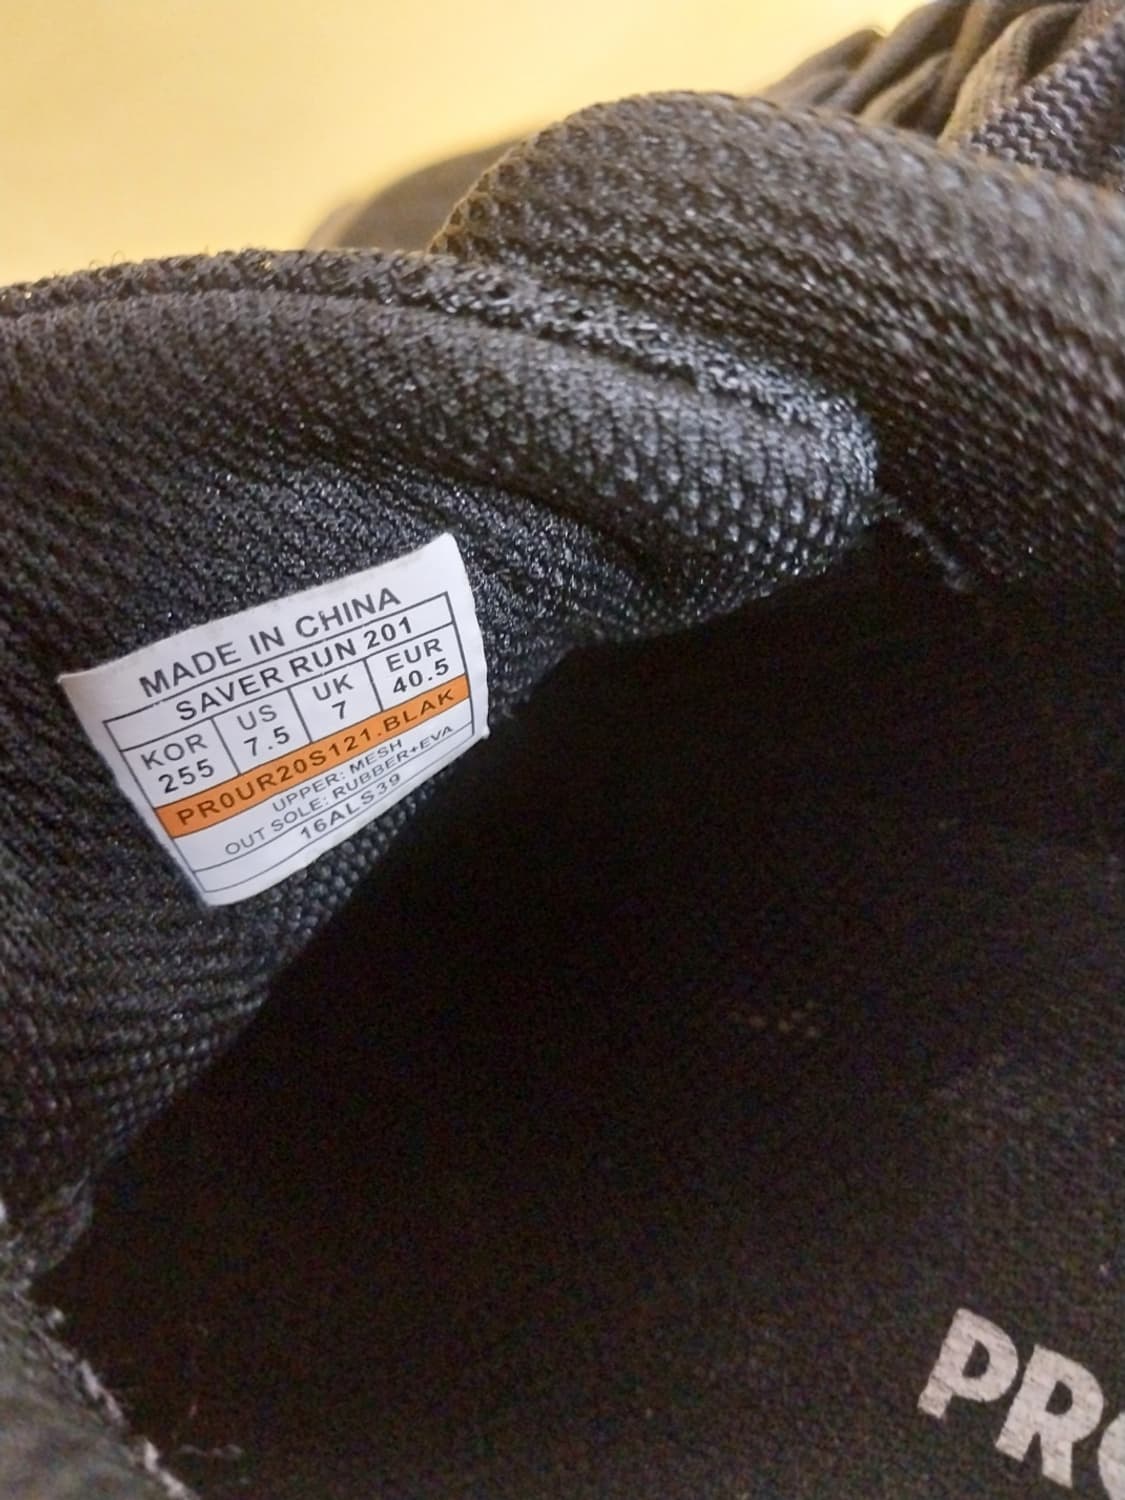 MADE IN CHINA
SAVER RUN 201
KOR US UK EUR
255 7.5 7 40.5
PR0UR20S121.BLAK
UPPER: MESH
OUT SOLE: RUBBER+EVA
16ALS39
PRO